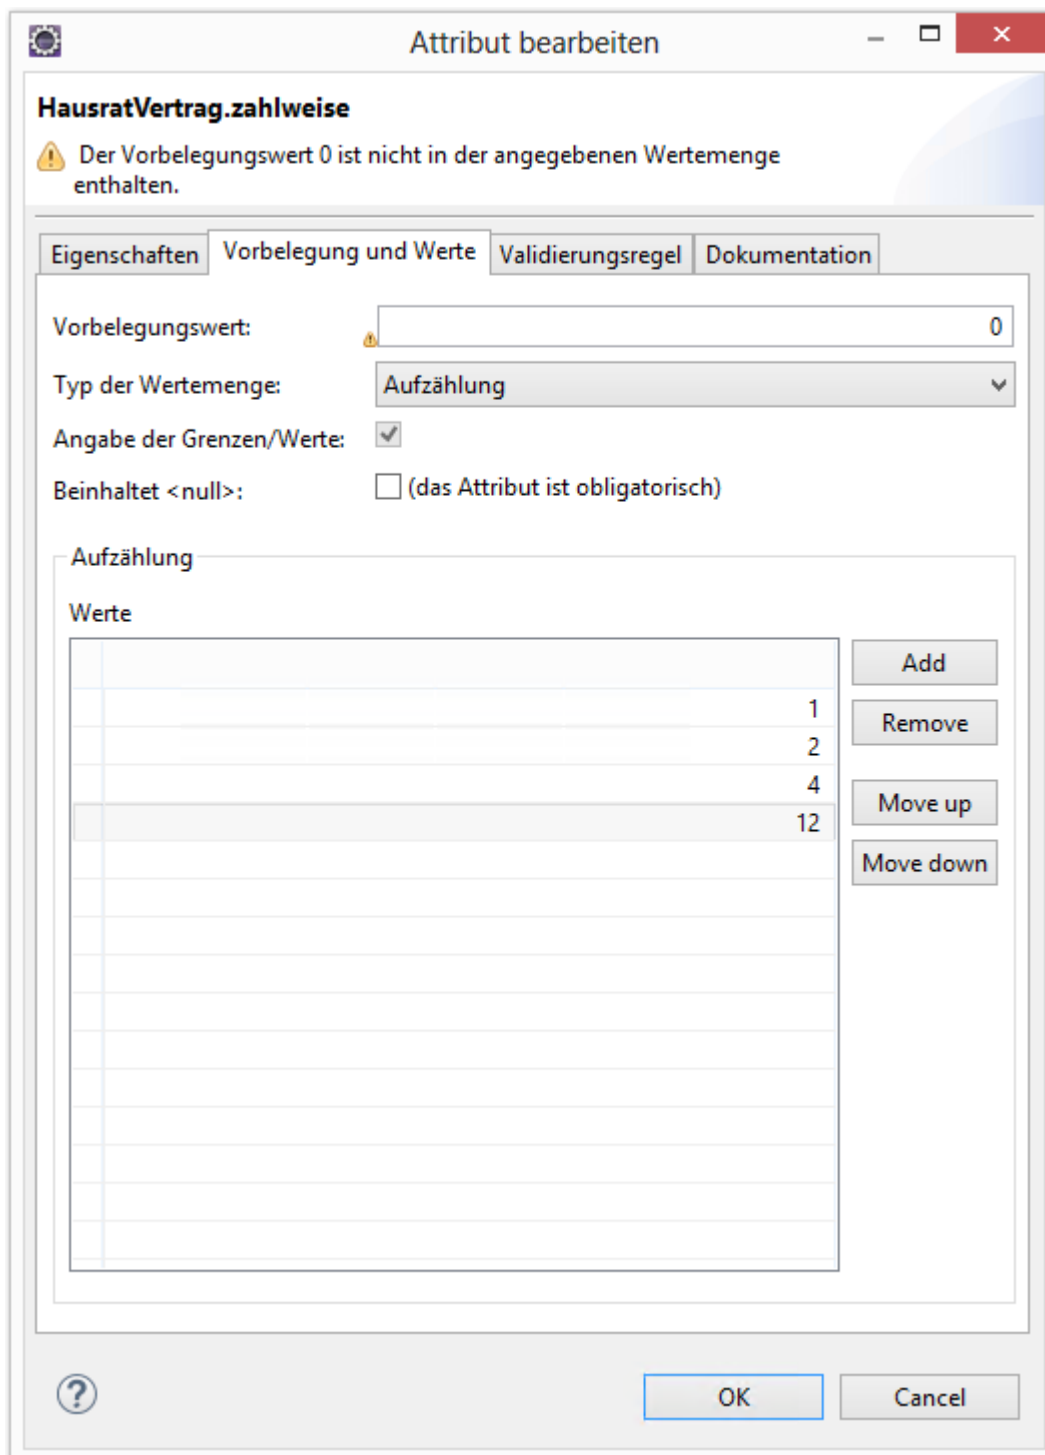 Attribut bearbeiten
HausratVertrag.zahlweise
Der Vorbelegungswert 0 ist nicht in der angegebenen Wertemenge
enthalten.
Eigenschaften Vorbelegung und Werte Validierungsregel Dokumentation
Vorbelegungswert: 0
Typ der Wertemenge: Aufzählung
Angabe der Grenzen/Werte:
Beinhaltet <null>: (das Attribut ist obligatorisch)
Aufzählung
Werte
Add
1
Remove
2
4
Move up
12
Move down
OK Cancel